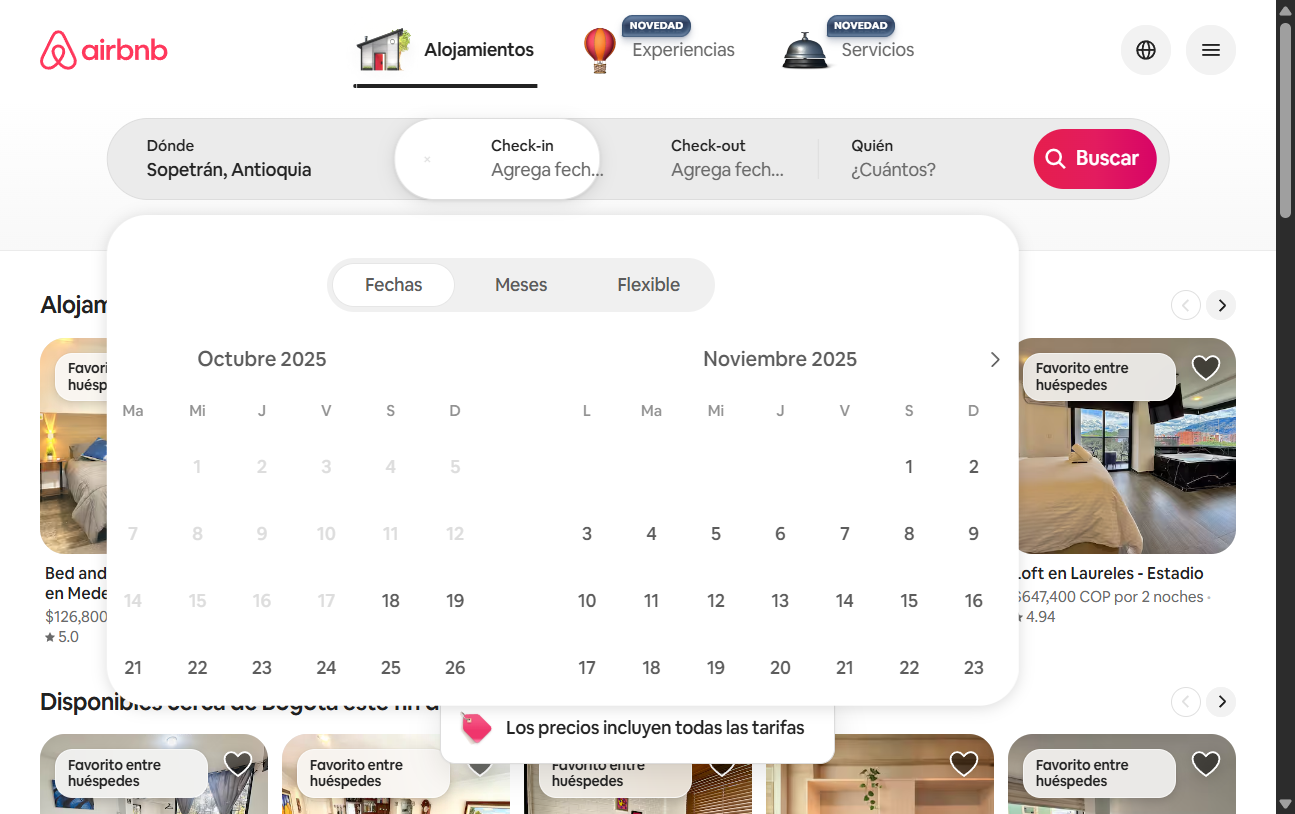 airbnb
Alojamientos
NOVEDAD
Experiencias
NOVEDAD
Servicios
Dónde
Sopetrán, Antioquia
Check-in
Agrega fech...
Check-out
Agrega fech...
Quién
¿Cuántos?
Buscar
Fechas
Meses
Flexible
Alojam
Octubre 2025
Noviembre 2025
Ma Mi J V S D
L Ma Mi J V S D
1 2 3 4 5
1 2
7 8 9 10 11 12
3 4 5 6 7 8 9
14 15 16 17 18 19
10 11 12 13 14 15 16
21 22 23 24 25 26
17 18 19 20 21 22 23
Favori
huésp
Bed and
en Mede
$126,800
5.0
Favorito entre
huéspedes
Loft en Laureles - Estadio
$647,400 COP por 2 noches ·
4.94
Disponibles cerca de Bogotá este fin d
Los precios incluyen todas las tarifas
Favorito entre
huéspedes
Favorito entre
huéspedes
Favorito entre
huéspedes
Favorito entre
huéspedes